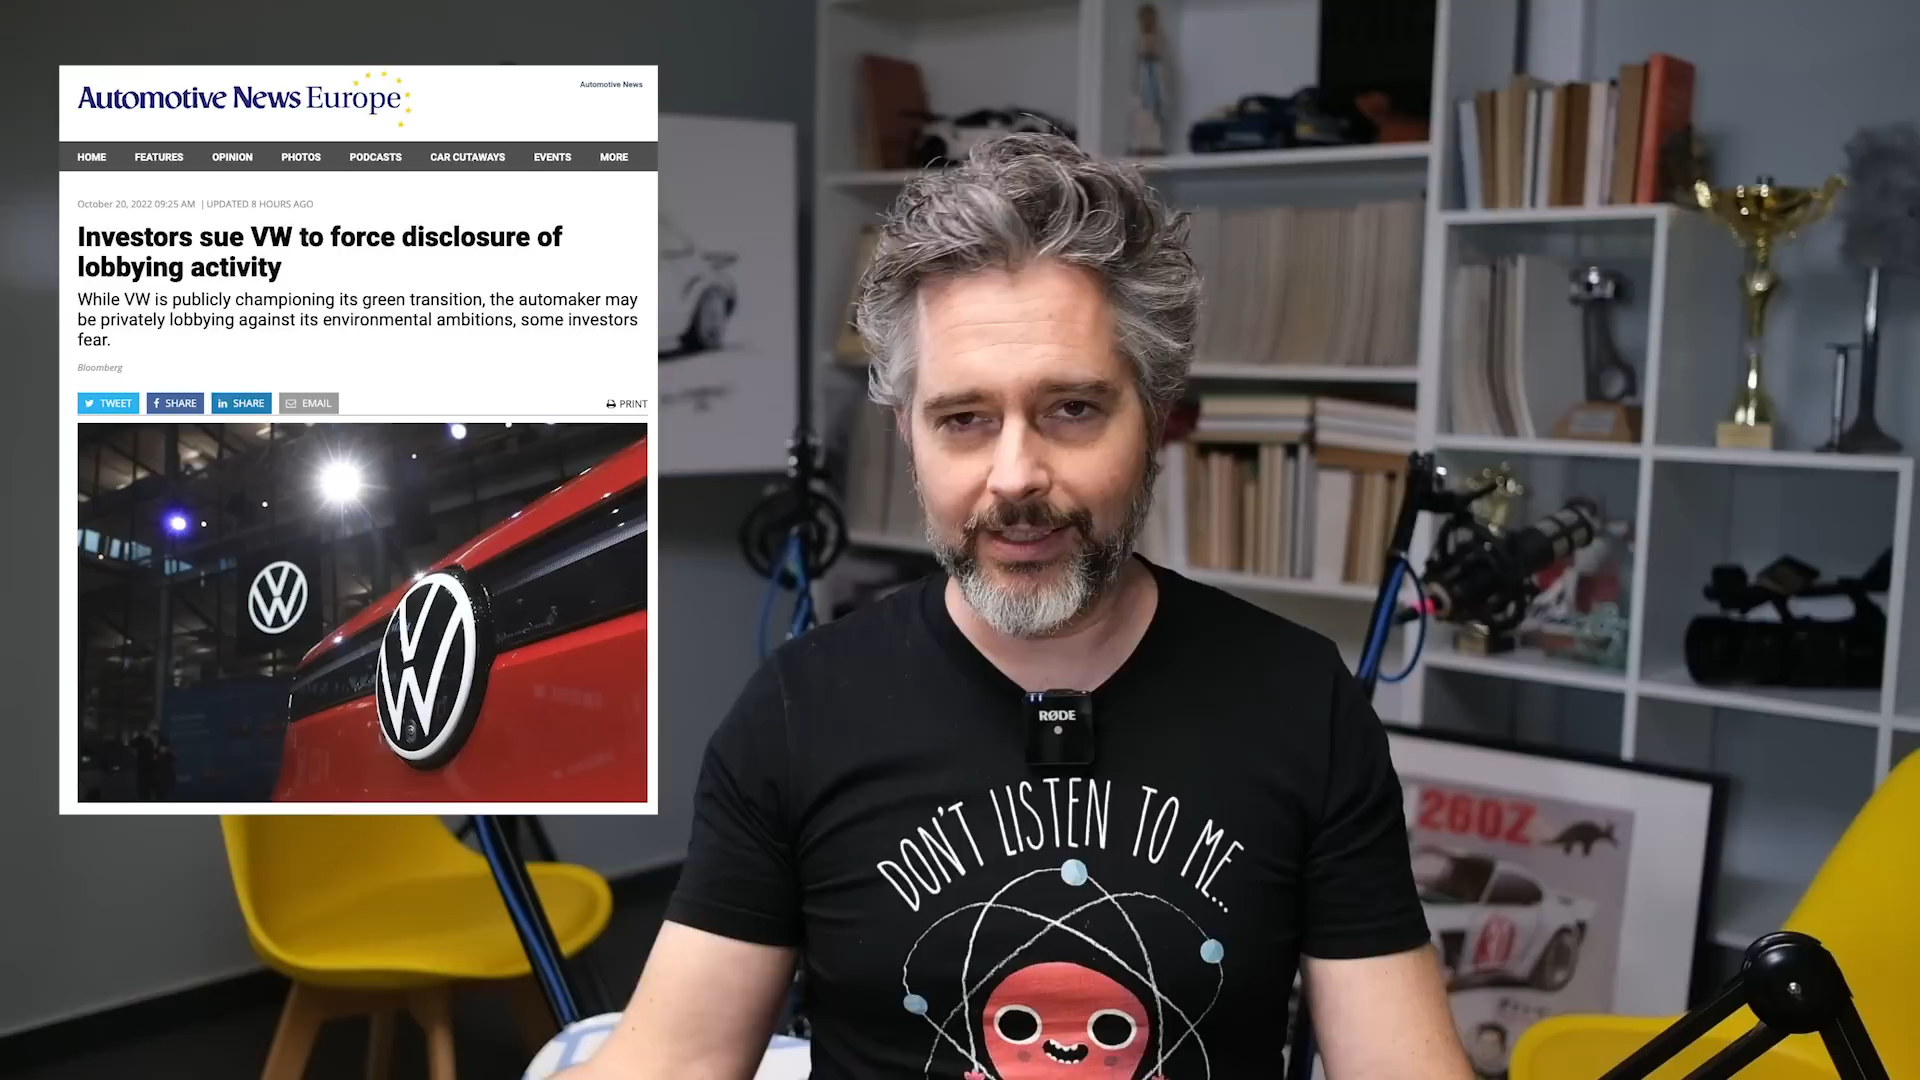 Automotive News Europe
Automotive News
HOME FEATURES OPINION PHOTOS PODCASTS CAR CUTAWAYS EVENTS MORE
October 20, 2022 09:25 AM | UPDATED 8 HOURS AGO
Investors sue VW to force disclosure of
lobbying activity
While VW is publicly championing its green transition, the automaker may
be privately lobbying against its environmental ambitions, some investors
fear.
Bloomberg
TWEET SHARE SHARE EMAIL PRINT
RØDE
DON'T LISTEN TO ME...
260Z